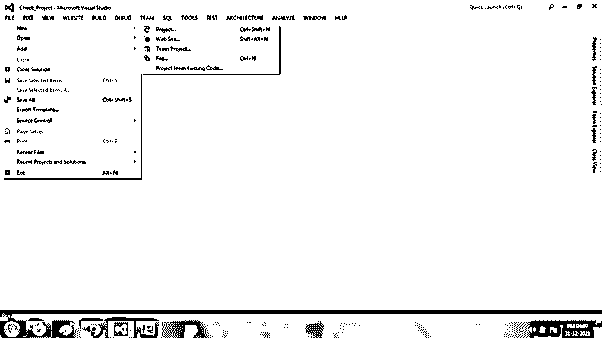 Check_Project - Microsoft Visual Studio
Quick Launch (Ctrl+Q)
FILE EDIT VIEW WEBSITE BUILD DEBUG TEAM SQL TOOLS TEST ARCHITECTURE ANALYZE WINDOW HELP
New
Open
Add
Close
Close Solution
Save Selected Items Ctrl+S
Save Selected Items As...
Save All Ctrl+Shift+S
Export Template...
Source Control
Page Setup...
Print... Ctrl+P
Recent Files
Recent Projects and Solutions
Exit Alt+F4
Project... Ctrl+Shift+N
Web Site... Shift+Alt+N
Team Project...
File... Ctrl+N
Project From Existing Code...
Properties
Solution Explorer
Team Explorer
Class View